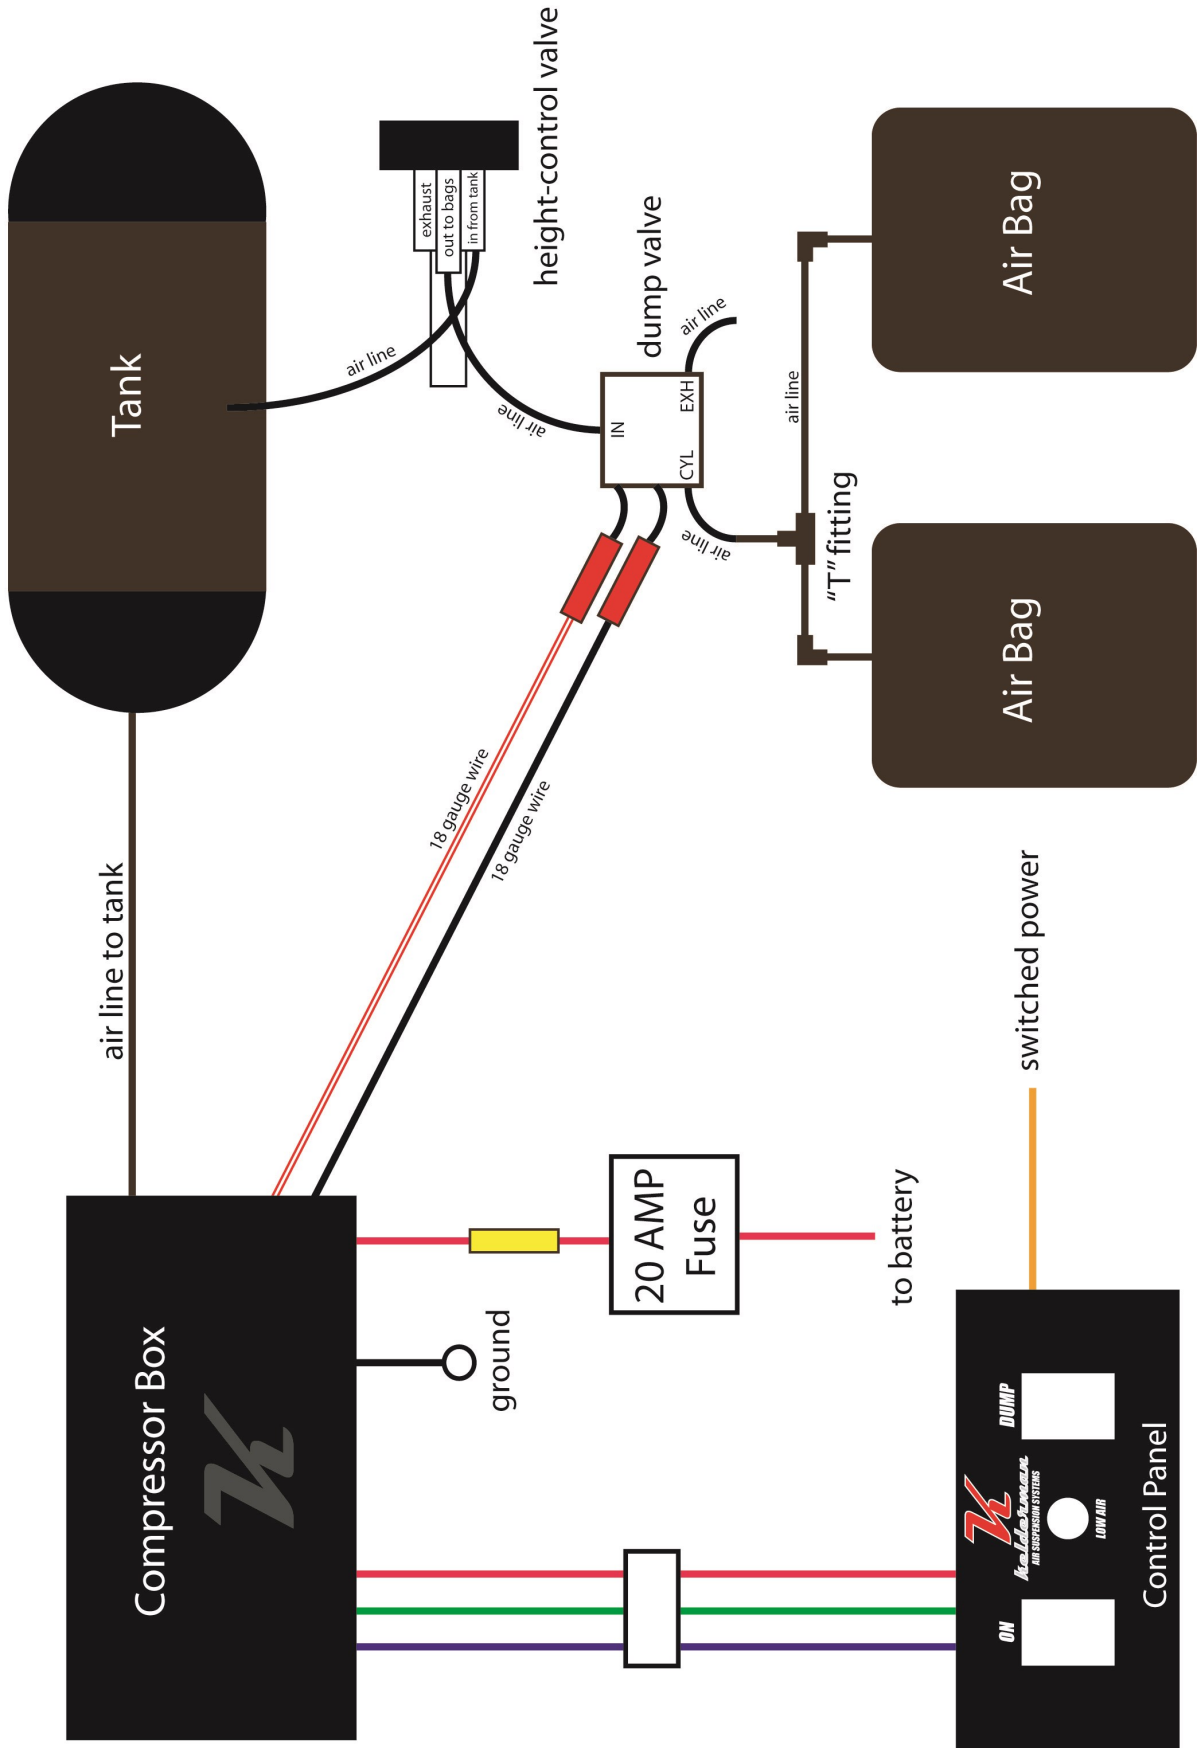 Tank
air line to tank
Compressor Box
exhaust
out to bags
in from tank
height-control valve
air line
air line
dump valve
IN
CYL
EXH
air line
air line
18 gauge wire
18 gauge wire
"T" fitting
air line
Air Bag
Air Bag
ground
20 AMP
Fuse
to battery
switched power
ON
kelderman
AIR SUSPENSION SYSTEMS
LOW AIR
DUMP
Control Panel